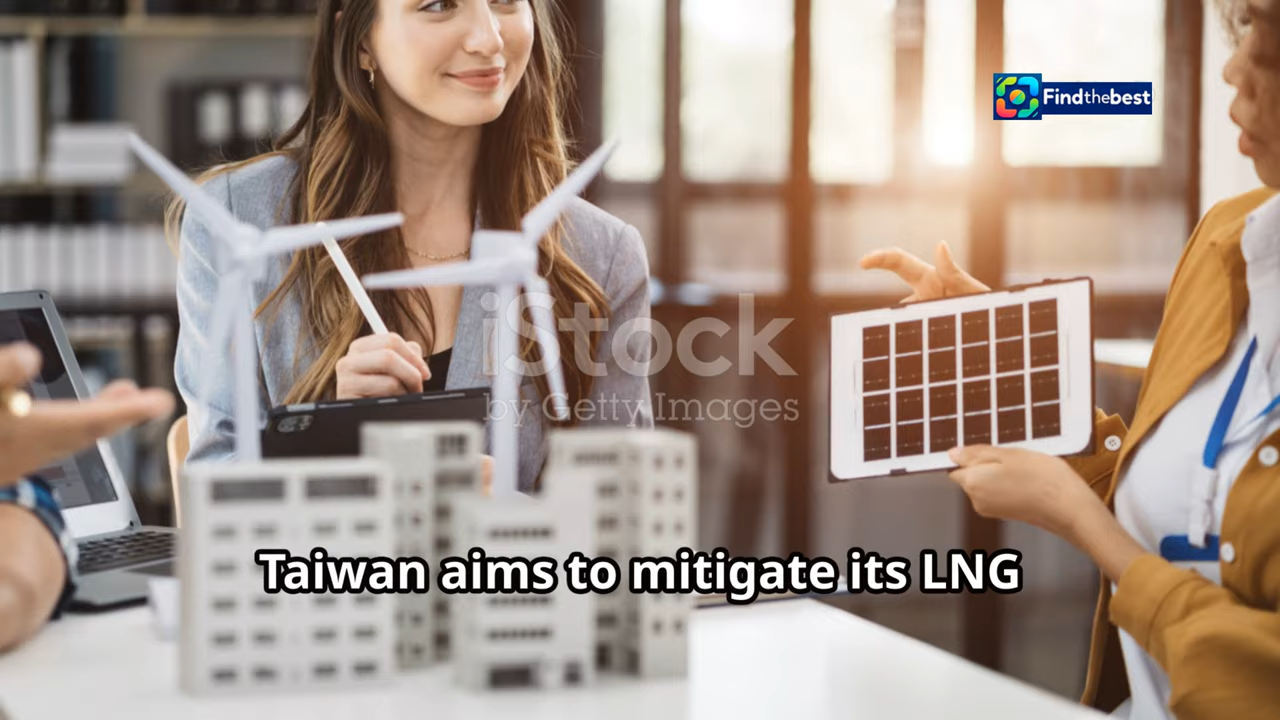 Findthebest
iStock
by Getty Images
Taiwan aims to mitigate its LNG